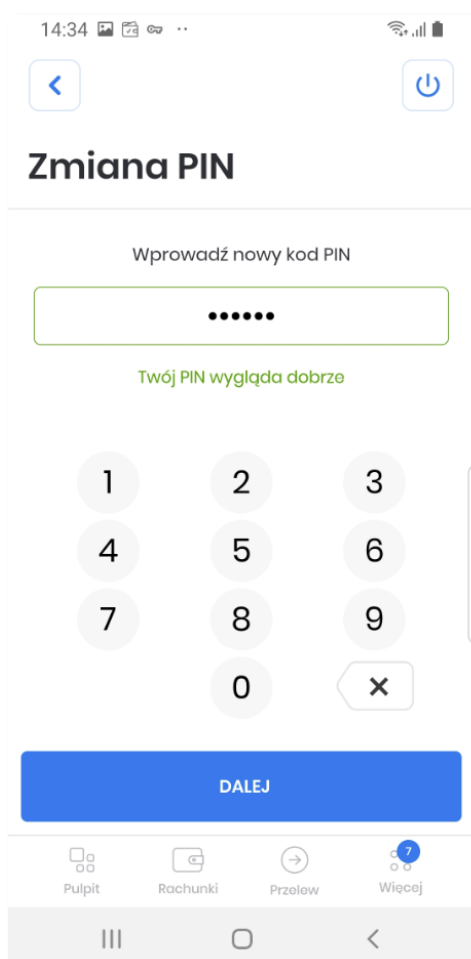 14:34
Zmiana PIN
Wprowadź nowy kod PIN
••••••
Twój PIN wygląda dobrze
1 2 3
4 5 6
7 8 9
0
DALEJ
7
Pulpit Rachunki Przelew Więcej